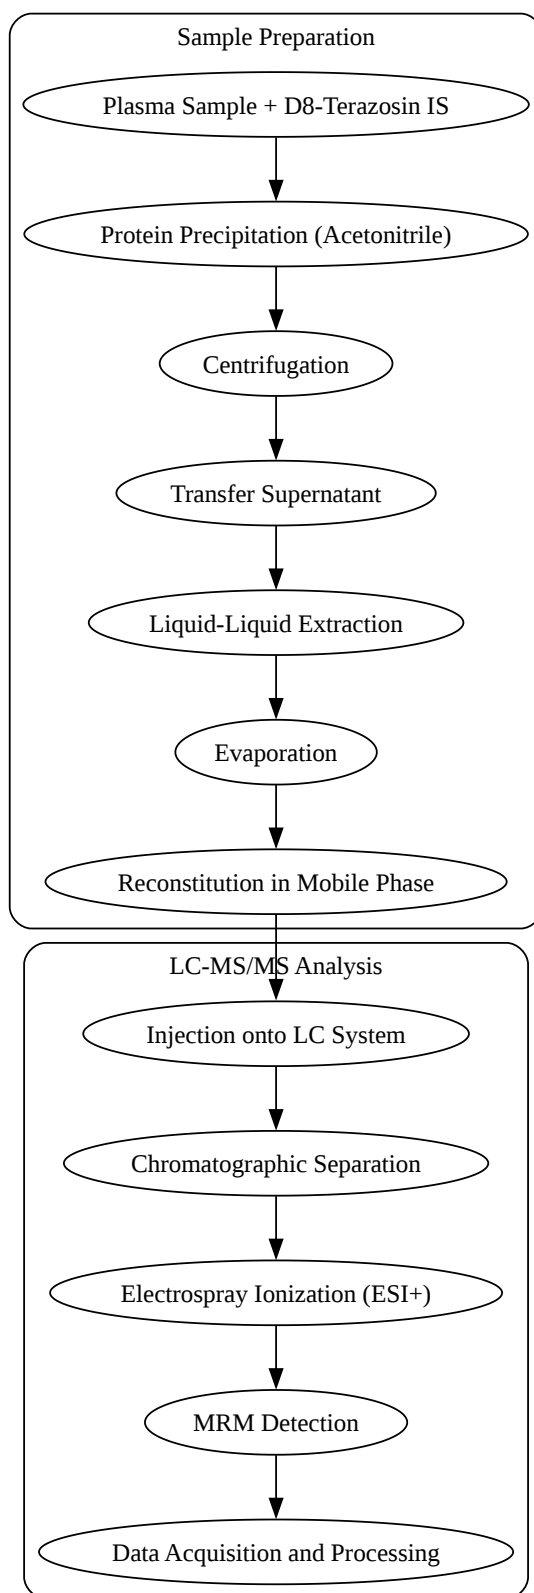 Sample Preparation
Plasma Sample + D8-Terazosin IS
Protein Precipitation (Acetonitrile)
Centrifugation
Transfer Supernatant
Liquid-Liquid Extraction
Evaporation
Reconstitution in Mobile Phase
LC-MS/MS Analysis
Injection onto LC System
Chromatographic Separation
Electrospray Ionization (ESI+)
MRM Detection
Data Acquisition and Processing